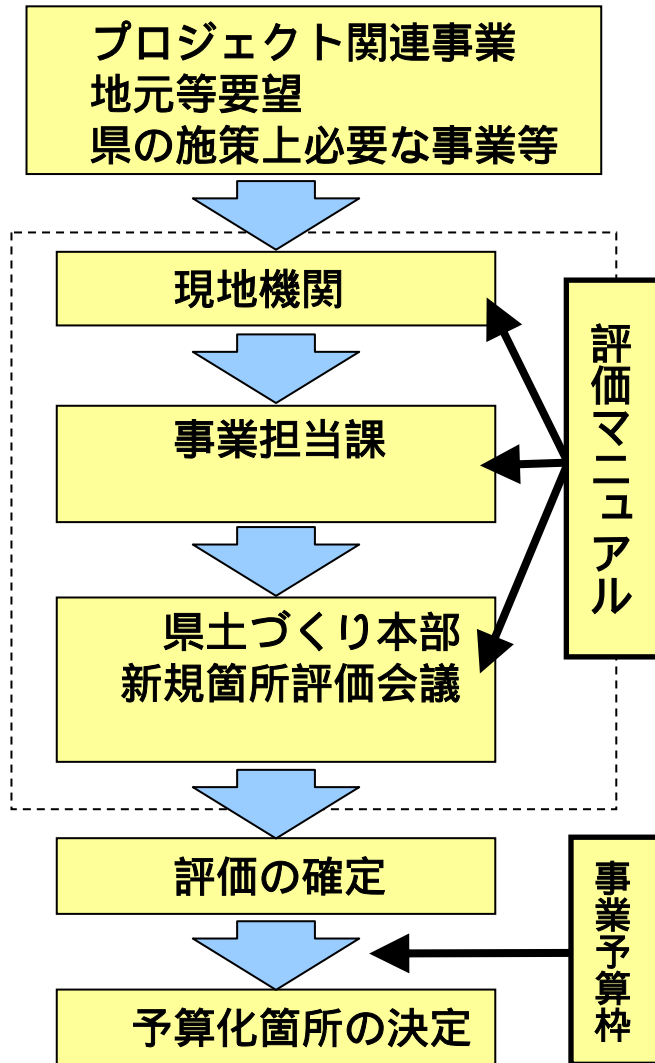 プロジェクト関連事業
地元等要望
県の施策上必要な事業等
現地機関
評価マニュアル
事業担当課
県土づくり本部
新規箇所評価会議
評価の確定
事業予算枠
予算化箇所の決定